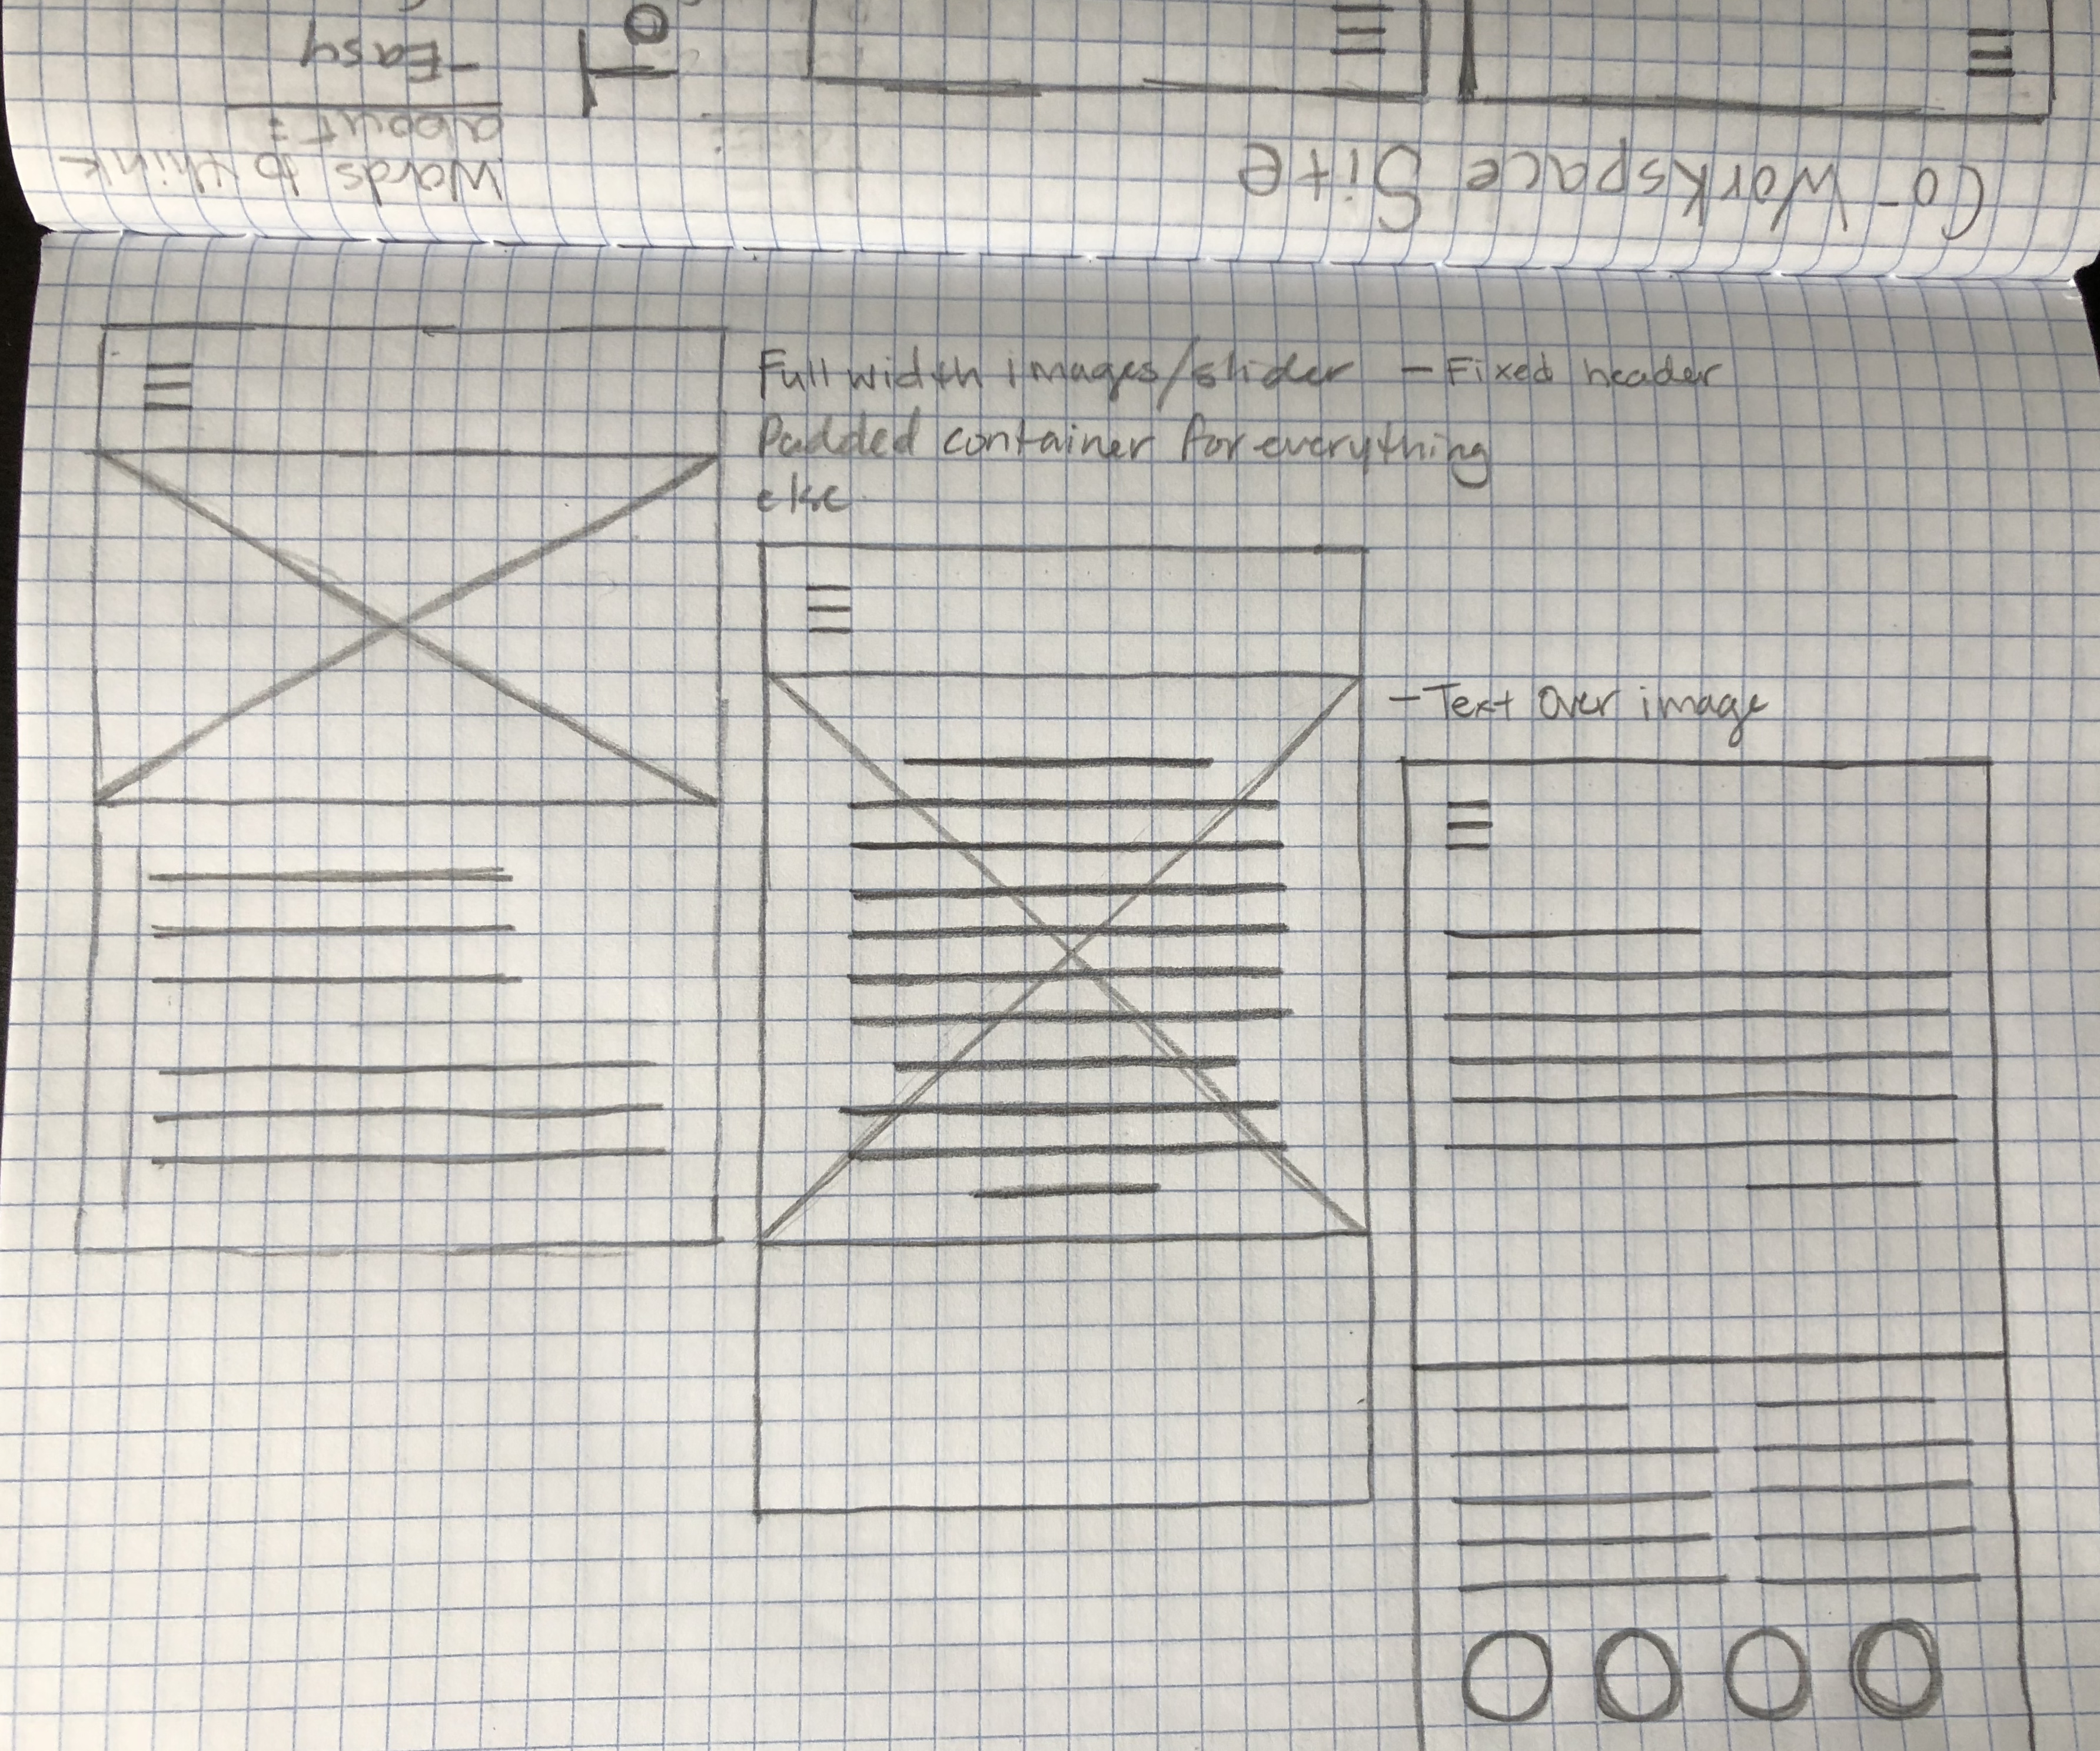 Co-Workspace Site
Words to think
about:
-Easy
Full width images/slider - Fixed header
Padded container for everything
else
-Text Over image